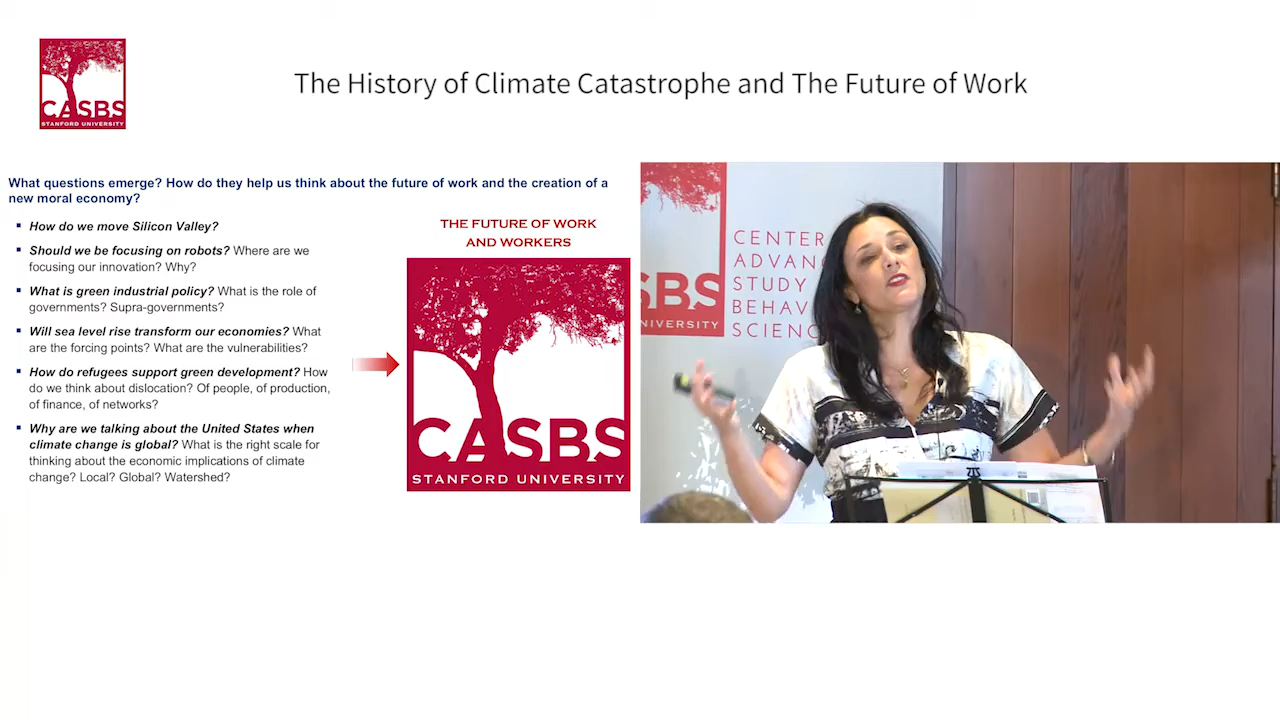 CASBS
STANFORD UNIVERSITY
The History of Climate Catastrophe and The Future of Work
What questions emerge? How do they help us think about the future of work and the creation of a
new moral economy?
How do we move Silicon Valley?
Should we be focusing on robots? Where are we
focusing our innovation? Why?
What is green industrial policy? What is the role of
governments? Supra-governments?
Will sea level rise transform our economies? What
are the forcing points? What are the vulnerabilities?
How do refugees support green development? How
do we think about dislocation? Of people, of production,
of finance, of networks?
Why are we talking about the United States when
climate change is global? What is the right scale for
thinking about the economic implications of climate
change? Local? Global? Watershed?
THE FUTURE OF WORK
AND WORKERS
CASBS
STANFORD UNIVERSITY
SBS
NIVERSITY
CENTER
ADVAN
STUDY
BEHAV
SCIENC